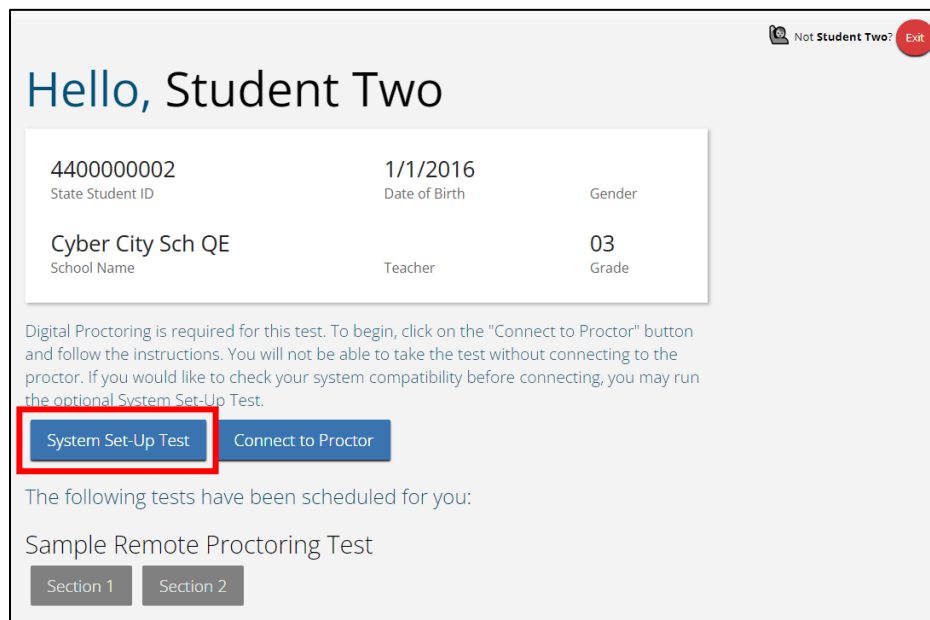 Not Student Two?
Exit
Hello, Student Two
4400000002
State Student ID
1/1/2016
Date of Birth
Gender
Cyber City Sch QE
School Name
Teacher
03
Grade
Digital Proctoring is required for this test. To begin, click on the "Connect to Proctor" button
and follow the instructions. You will not be able to take the test without connecting to the
proctor. If you would like to check your system compatibility before connecting, you may run
the optional System Set-Up Test.
System Set-Up Test
Connect to Proctor
The following tests have been scheduled for you:
Sample Remote Proctoring Test
Section 1
Section 2